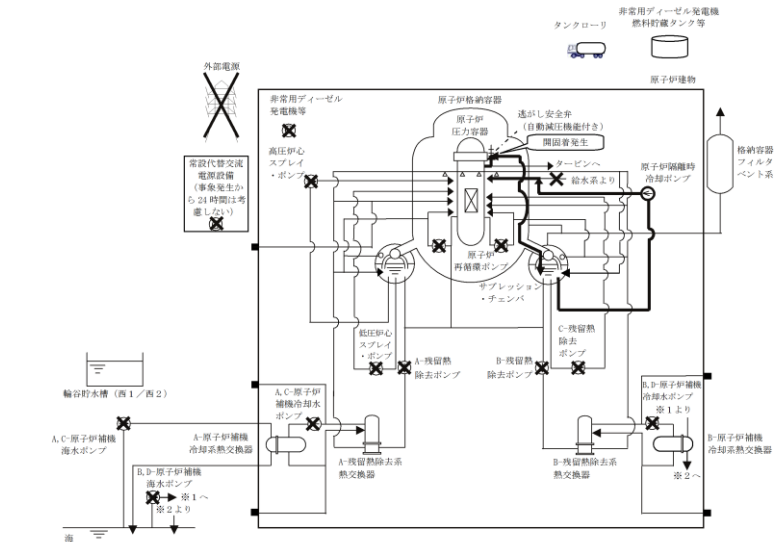 非常用ディーゼル発電機
燃料貯蔵タンク等
タンクローリ
外部電源
原子炉建物
非常用ディーゼル
発電機等
原子炉格納容器
原子炉
圧力容器
逃がし安全弁
(自動減圧機能付き)
開固着発生
高圧炉心
スプレイ
・ポンプ
タービンへ
給水系より
原子炉隔離時
冷却ポンプ
格納容器
フィルタ
ベント系
常設代替交流
電源設備
(事象発生か
ら24時間は考
慮しない)
原子炉
再循環ポンプ
サプレッション
・チェンバ
低圧炉心
スプレイ
・ポンプ
A-残留熱
除去ポンプ
B-残留熱
除去ポンプ
C-残留熱
除去
ポンプ
輪谷貯水槽(西1/西2)
A,C-原子炉
補機冷却水
ポンプ
B,D-原子炉補機
冷却水ポンプ
※1より
A,C-原子炉補機
海水ポンプ
A-原子炉補機
冷却系熱交換器
A-残留熱除去系
熱交換器
B-残留熱除去系
熱交換器
B-原子炉補機
冷却系熱交換器
※2へ
B,D-原子炉補機
海水ポンプ
※1へ
※2より
海